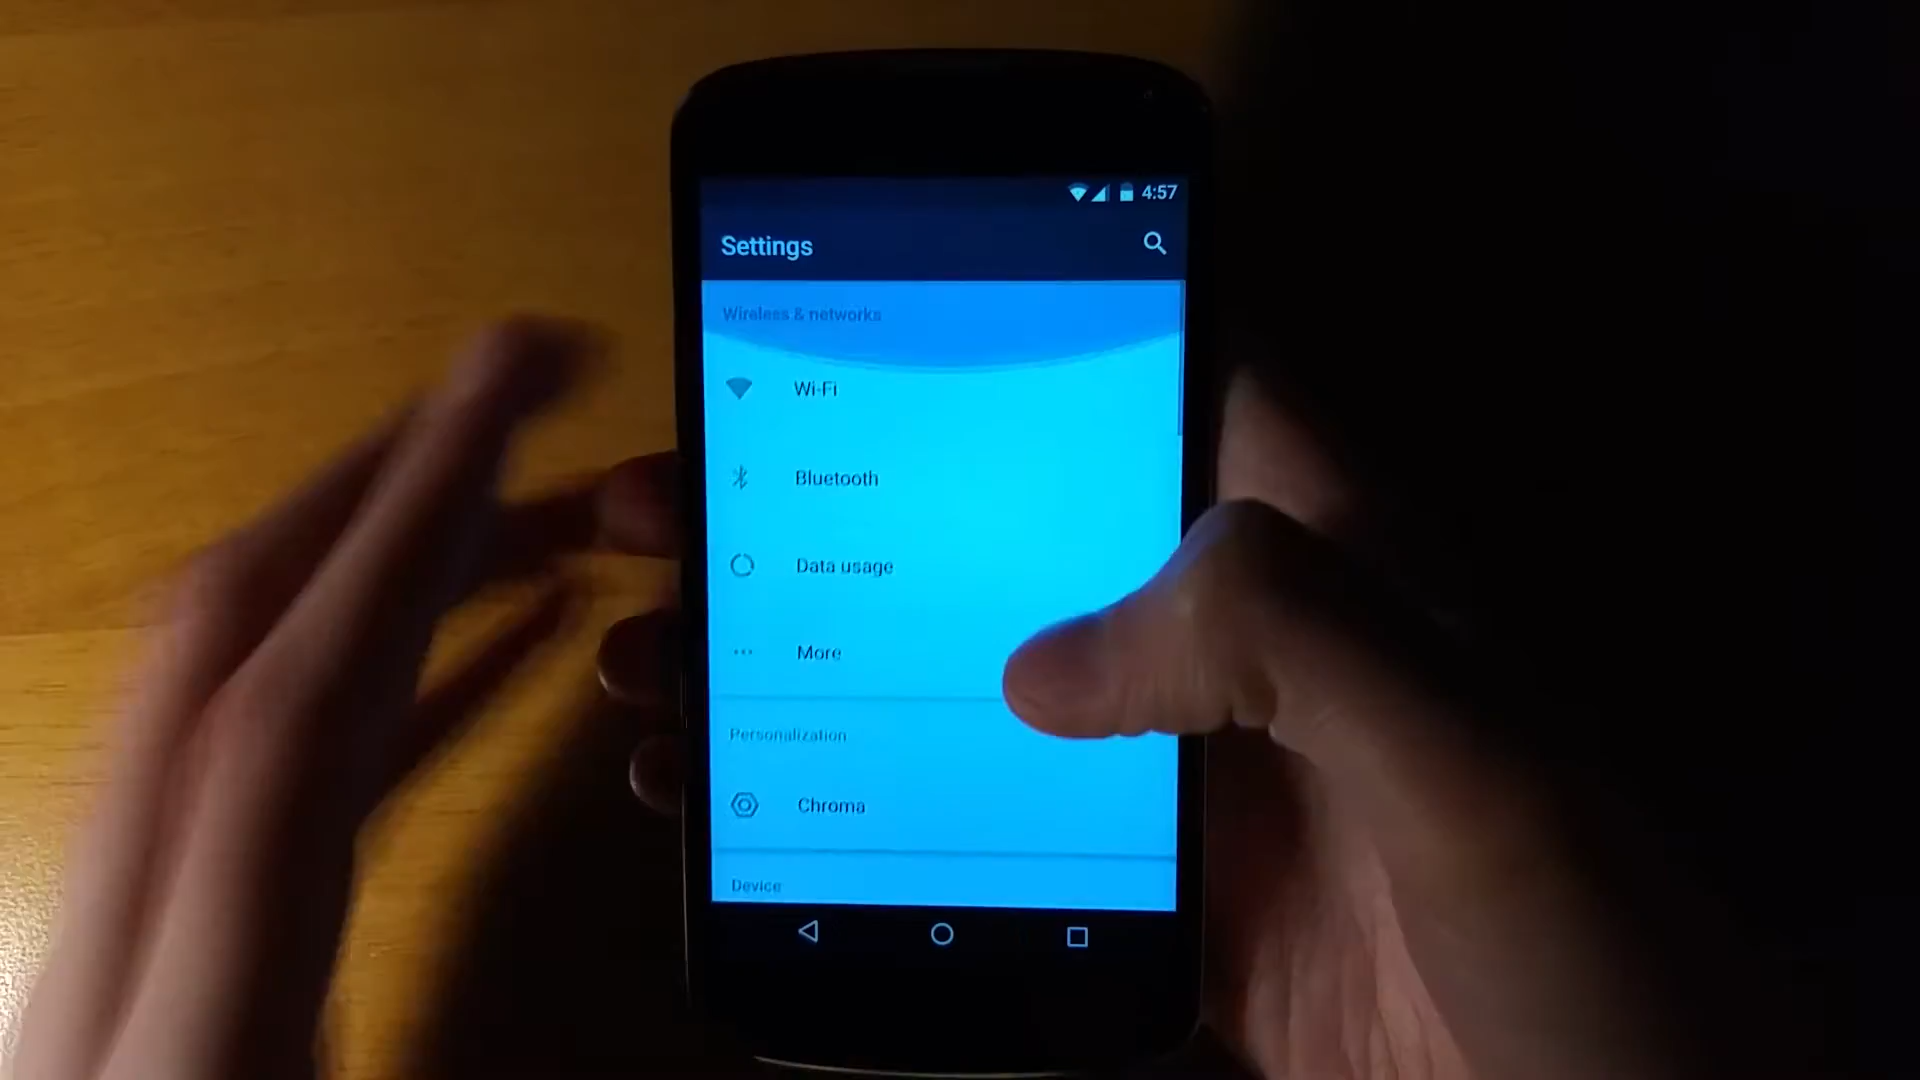 4:57
Settings
Wireless & networks
Wi-Fi
Bluetooth
Data usage
More
Personalization
Chroma
Device